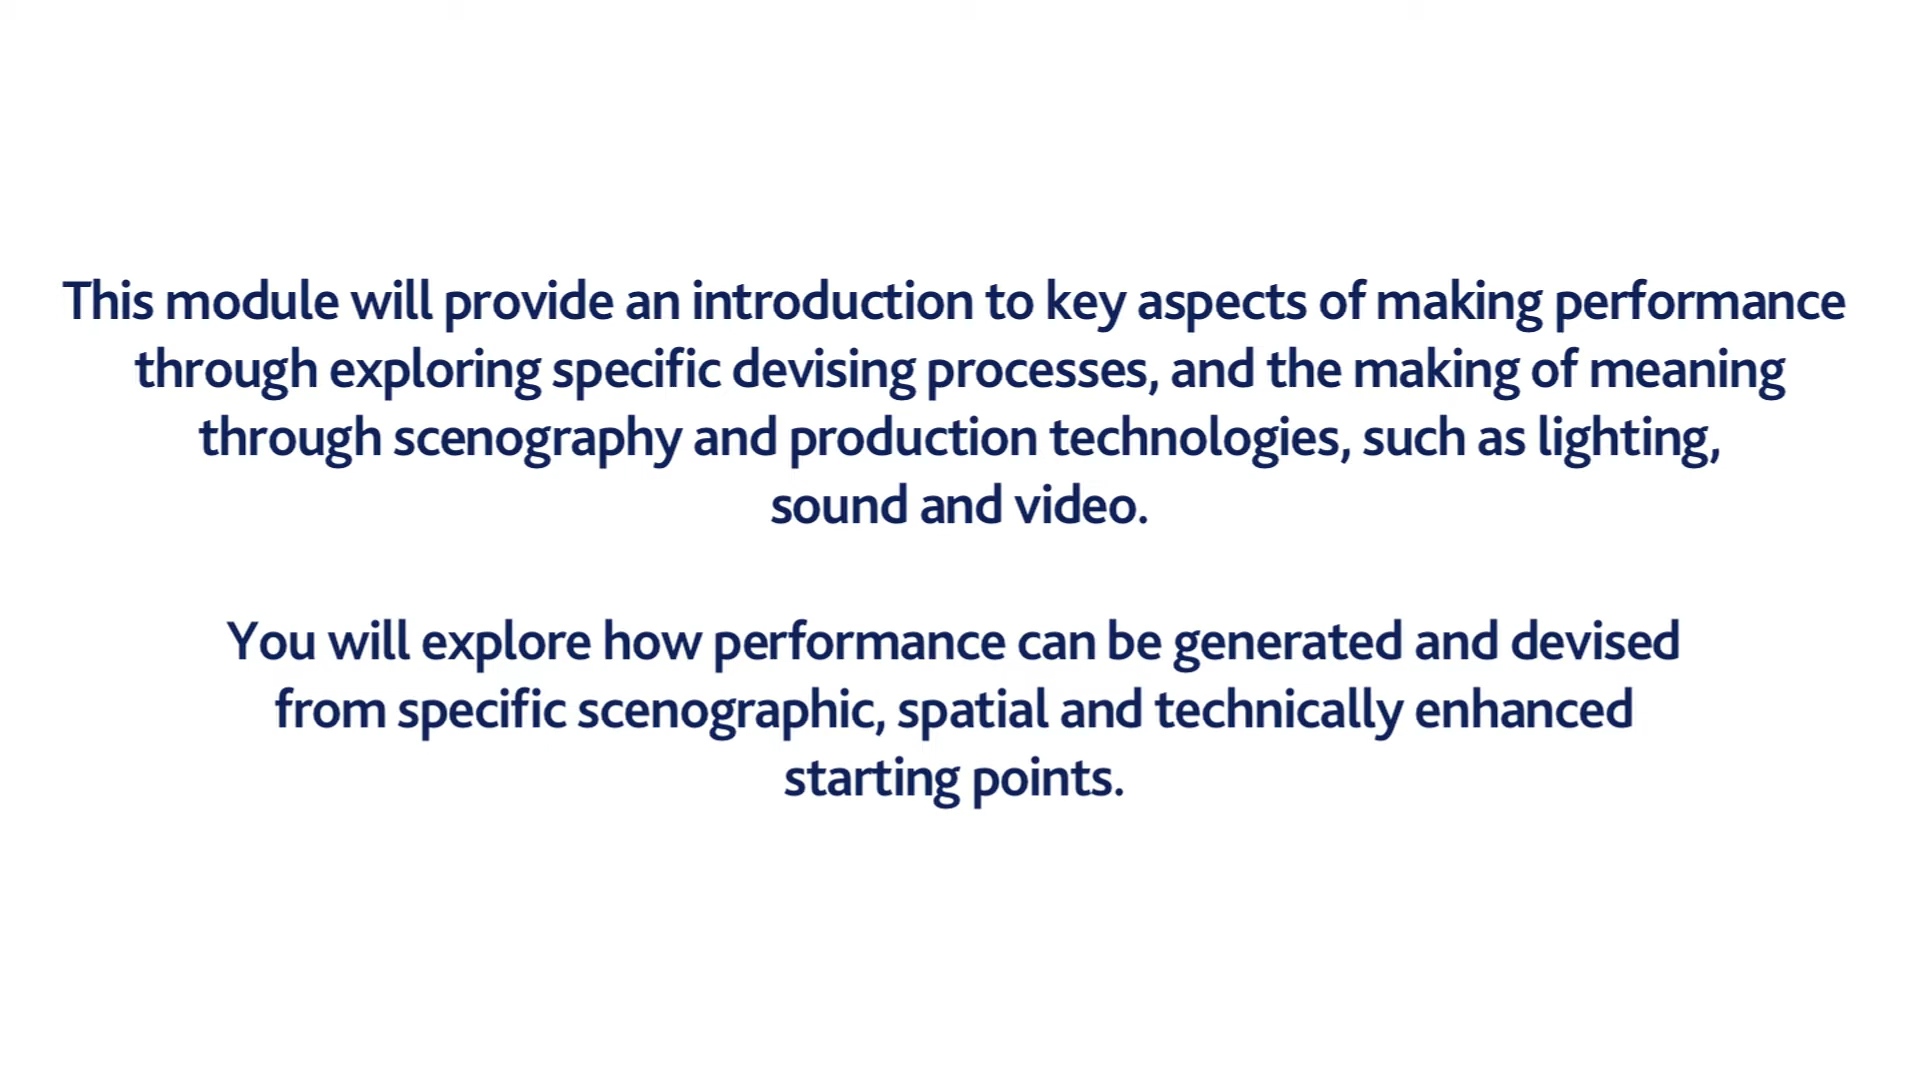 This module will provide an introduction to key aspects of making performance
through exploring specific devising processes, and the making of meaning
through scenography and production technologies, such as lighting,
sound and video.
You will explore how performance can be generated and devised
from specific scenographic, spatial and technically enhanced
starting points.